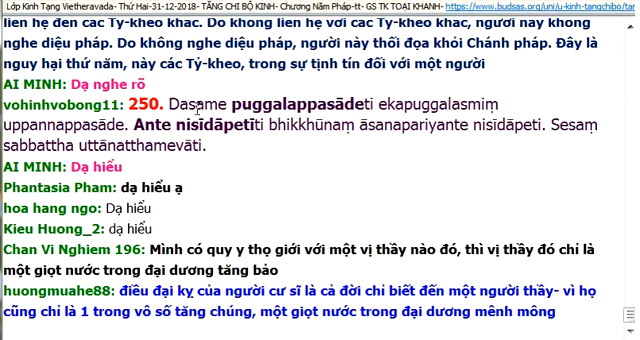 Lớp Kinh Tạng Vietheravada- Thứ Hai-31-12-2018- TĂNG CHI BỘ KINH- Chương Năm Pháp-tt- GS TK TOẠI KHANH- https://www.budsas.org/uni/u-kinh-tangchibo/tan
liên hệ đến các Tỷ-kheo khác. Do không liên hệ với các Tỷ-kheo khác, người này không
nghe diệu pháp. Do không nghe diệu pháp, người này thối đọa khỏi Chánh pháp. Đây là
nguy hại thứ năm, này các Tỷ-kheo, trong sự tịnh tín đối với một người
AI MINH: Dạ nghe rõ
vohinhvobong11: 250. Dasame puggalappasādeti ekapuggalasmiṃ
uppannappasāde. Ante nisīdāpetīti bhikkhūnaṃ āsanapariyante nisīdāpeti. Sesaṃ
sabbattha uttānatthamevāti.
AI MINH: Dạ hiểu
Phantasia Pham: dạ hiểu ạ
hoa hang ngo: Dạ hiểu
Kieu Huong_2: dạ hiểu
Chan Vi Nghiem 196: Mình có quy y thọ giới với một vị thầy nào đó, thì vị thầy đó chỉ là
một giọt nước trong đại dương tăng bảo
huongmuahe88: điều đại kỵ của người cư sĩ là cả đời chỉ biết đến một người thầy- vì họ
cũng chỉ là 1 trong vô số tăng chúng, một giọt nước trong đại dương mênh mông